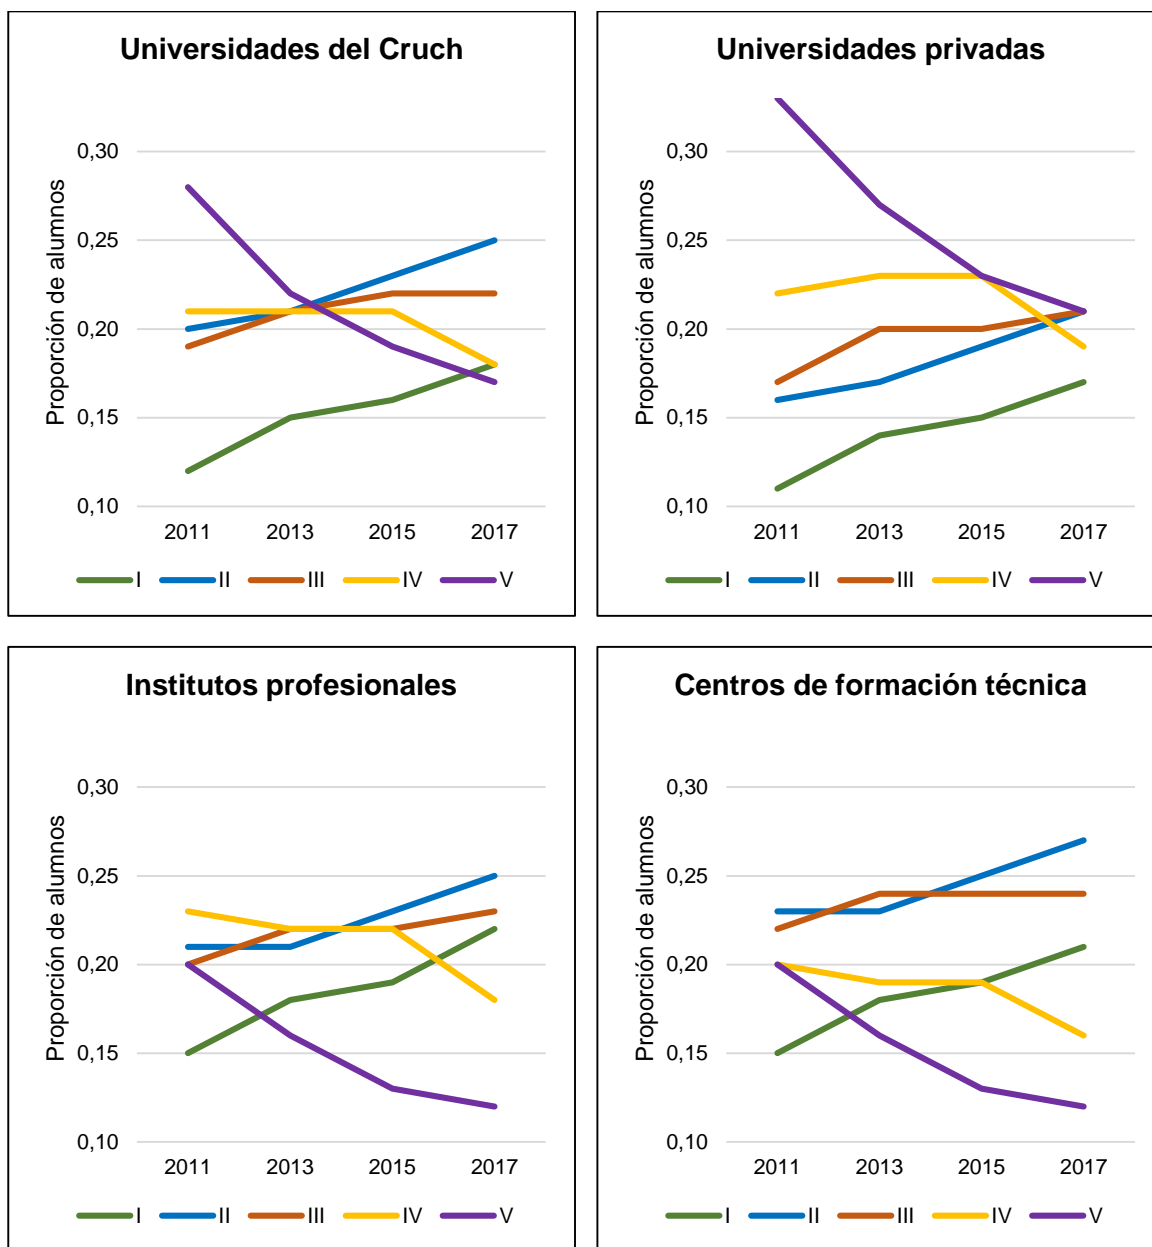 Universidades del Cruch
Proporción de alumnos
0,30
0,25
0,20
0,15
0,10
2011 2013 2015 2017
I II III IV V
Universidades privadas
Proporción de alumnos
0,30
0,25
0,20
0,15
0,10
2011 2013 2015 2017
I II III IV V
Institutos profesionales
Proporción de alumnos
0,30
0,25
0,20
0,15
0,10
2011 2013 2015 2017
I II III IV V
Centros de formación técnica
Proporción de alumnos
0,30
0,25
0,20
0,15
0,10
2011 2013 2015 2017
I II III IV V